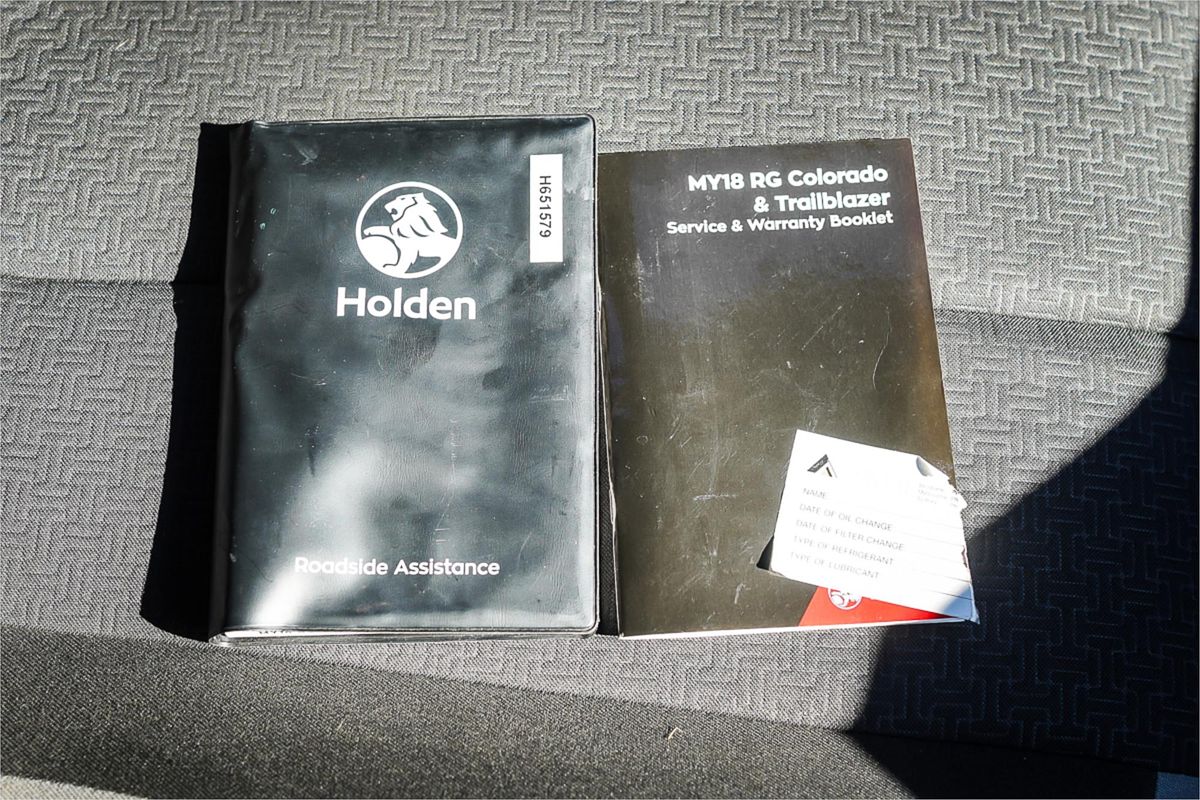 Holden
H651579
Roadside Assistance
MY18 RG Colorado
& Trailblazer
Service & Warranty Booklet
NAME
DATE OF OIL CHANGE
DATE OF FILTER CHANGE
TYPE OF REFRIGERANT
TYPE OF LUBRICANT